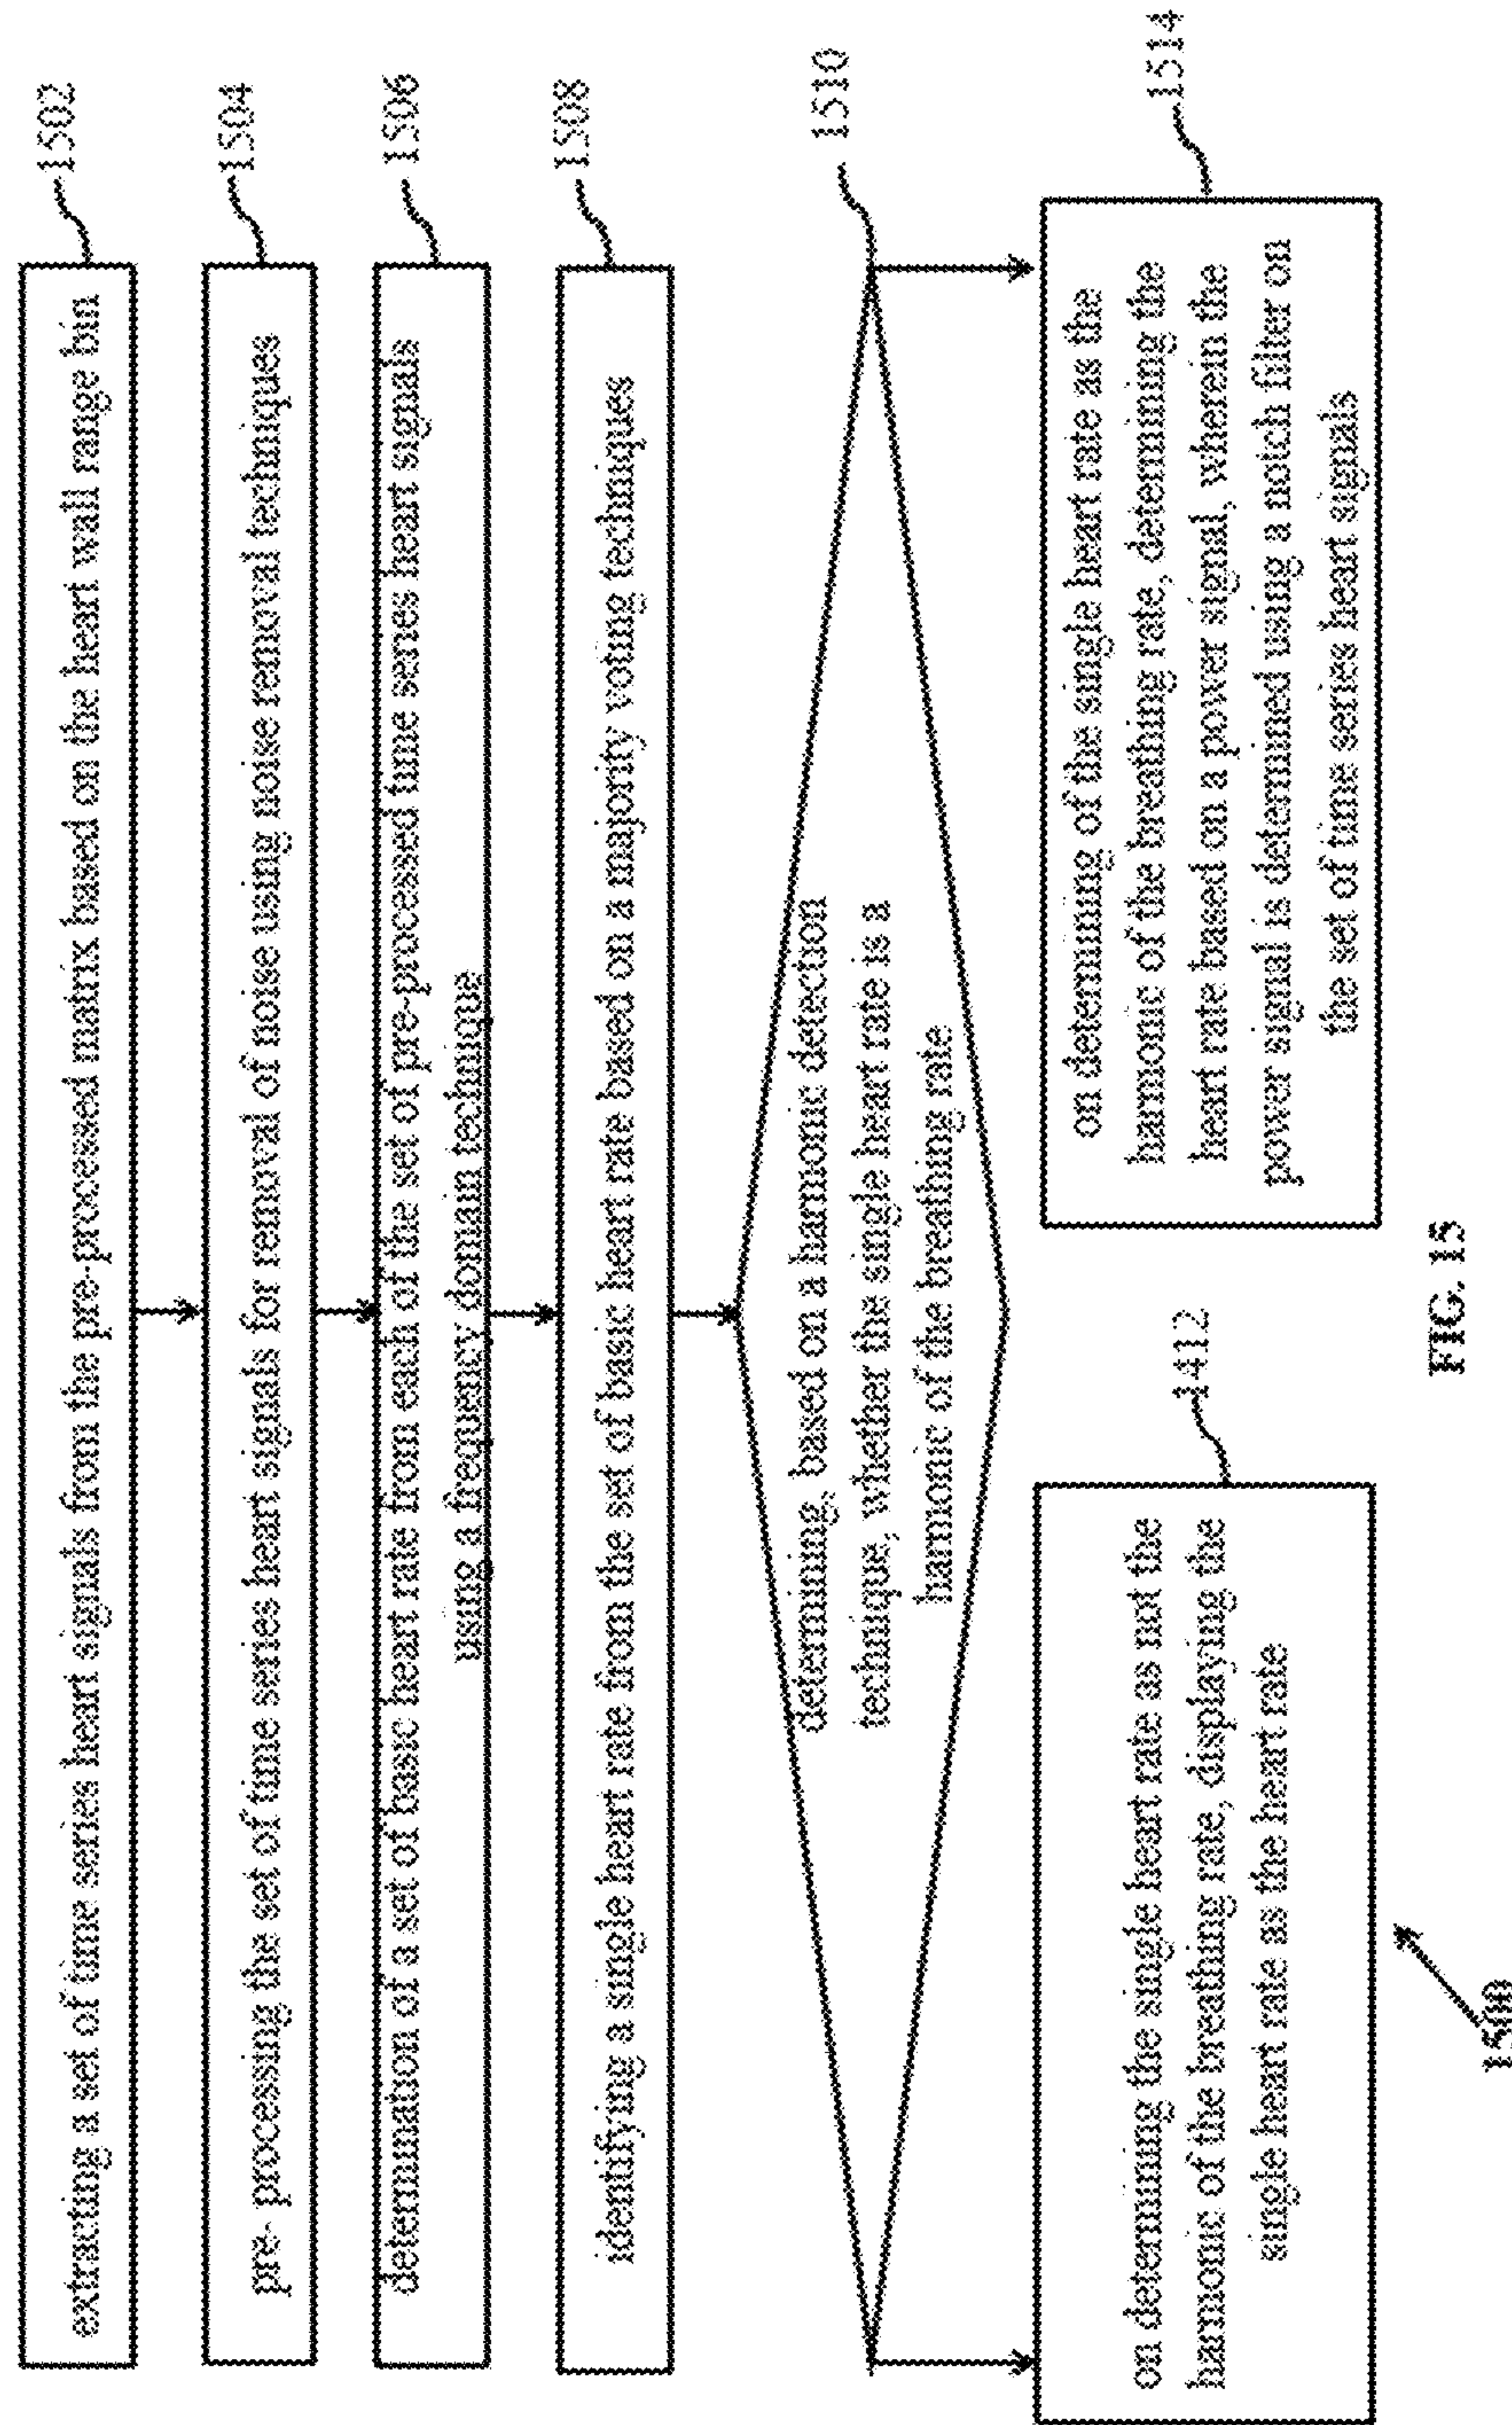 extracting a set of time series heart signals from the pre-processed matrix based on the heart wall range bin
1502
pre- processing the set of time series heart signals for removal of noise using noise removal techniques
1504
determination of a set of basic heart rate from each of the set of pre-processed time series heart signals
using a frequency domain technique
1506
identifying a single heart rate from the set of basic heart rate based on a majority voting techniques
1508
determining, based on a harmonic detection
technique, whether the single heart rate is a
harmonic of the breathing rate
1510
on determining the single heart rate as not the
harmonic of the breathing rate, displaying the
single heart rate as the heart rate
1412
on determining of the single heart rate as the
harmonic of the breathing rate, determining the
heart rate based on a power signal, wherein the
power signal is determined using a notch filter on
the set of time series heart signals
1514
1500
FIG. 15